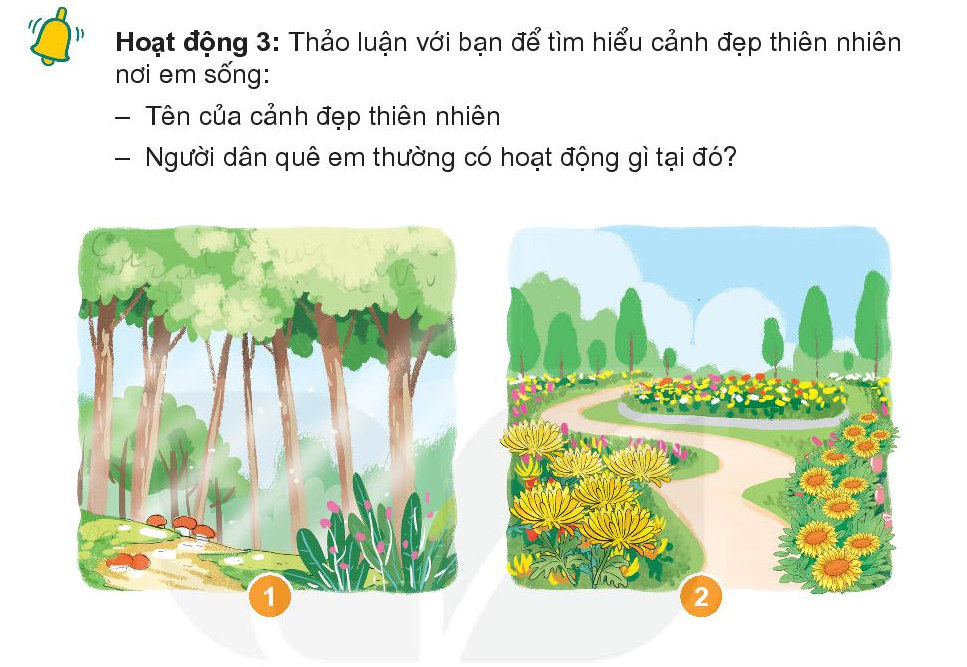 Hoạt động 3: Thảo luận với bạn để tìm hiểu cảnh đẹp thiên nhiên
nơi em sống:
– Tên của cảnh đẹp thiên nhiên
– Người dân quê em thường có hoạt động gì tại đó?
1
2